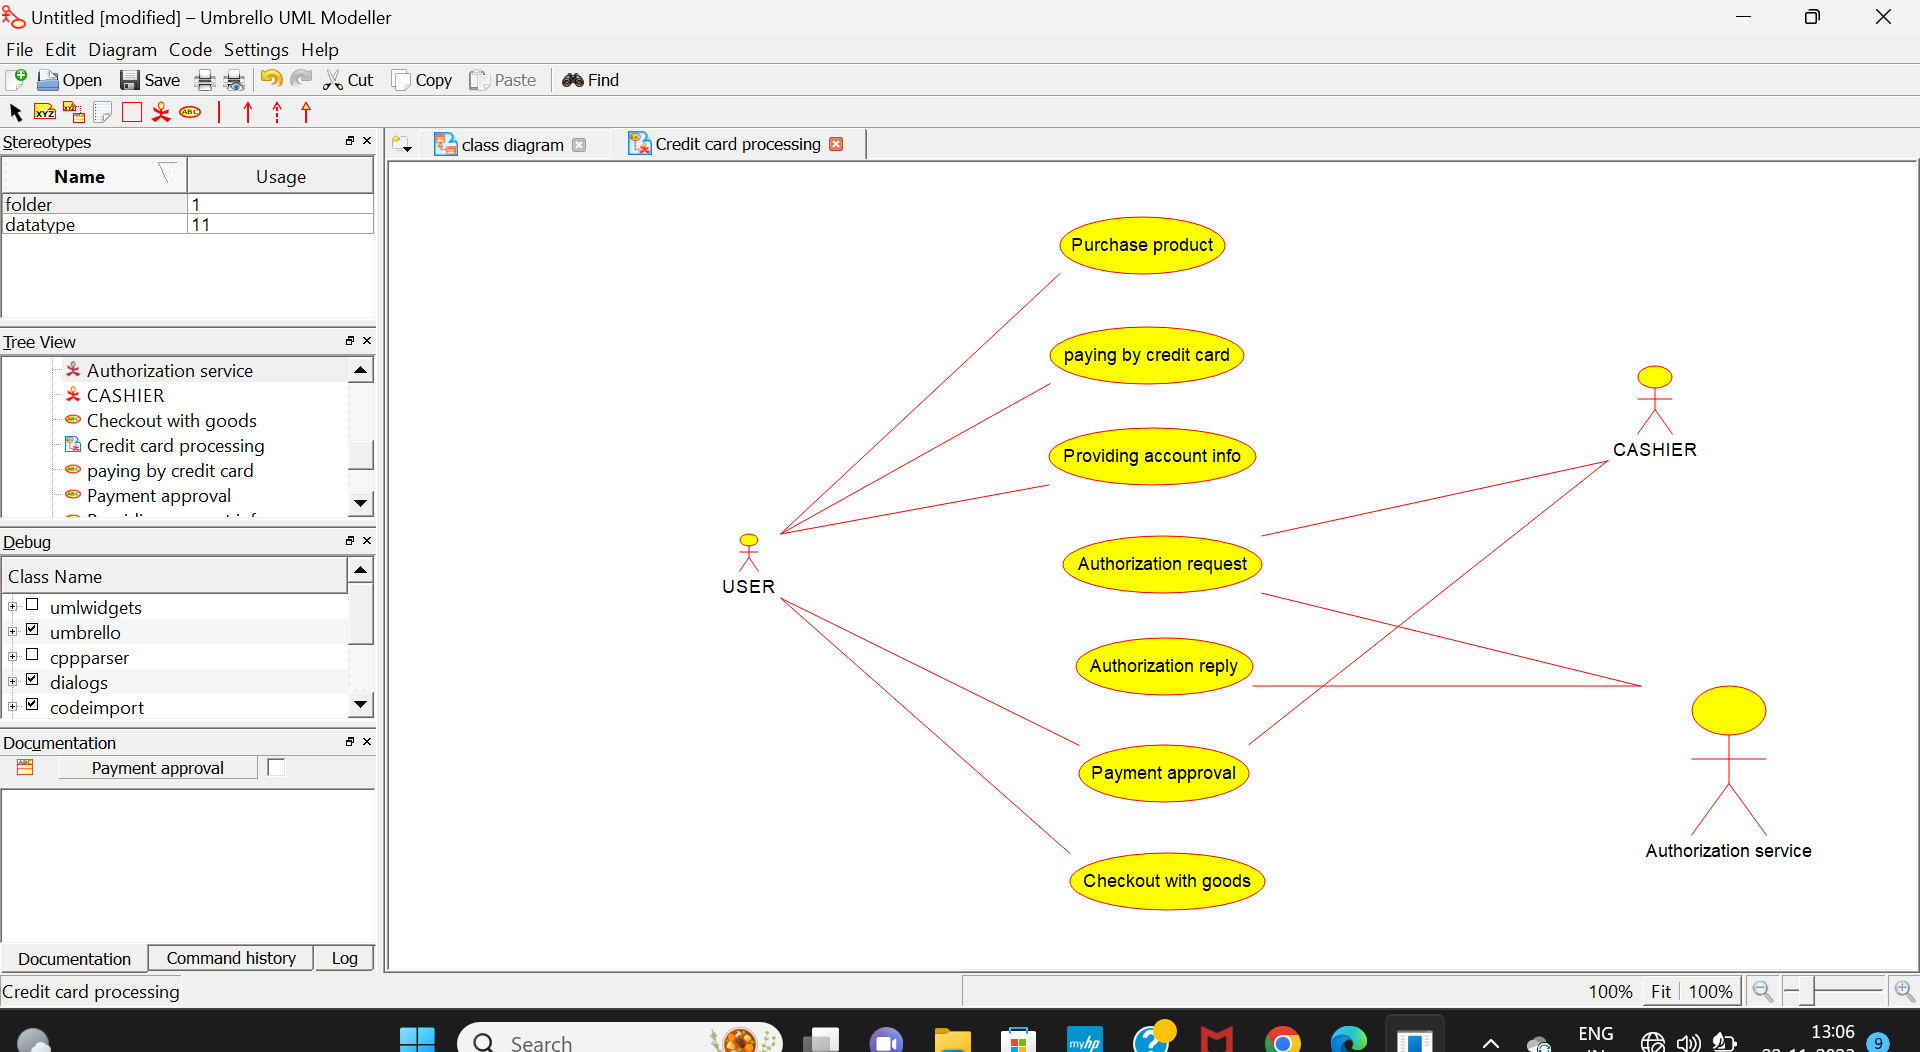 Untitled [modified] – Umbrello UML Modeller
File Edit Diagram Code Settings Help
Open Save Cut Copy Paste Find
XYZ XYZ ABC
Stereotypes
Name Usage
folder 1
datatype 11
Tree View
Authorization service
CASHIER
Checkout with goods
Credit card processing
paying by credit card
Payment approval
Debug
Class Name
umlwidgets
umbrello
cppparser
dialogs
codeimport
Documentation
Payment approval
Documentation Command history Log
class diagram
Credit card processing
Purchase product
paying by credit card
Providing account info
CASHIER
Authorization request
USER
Authorization reply
Payment approval
Authorization service
Checkout with goods
Credit card processing
100% Fit 100%
Search
myhp
ENG
13:06
9